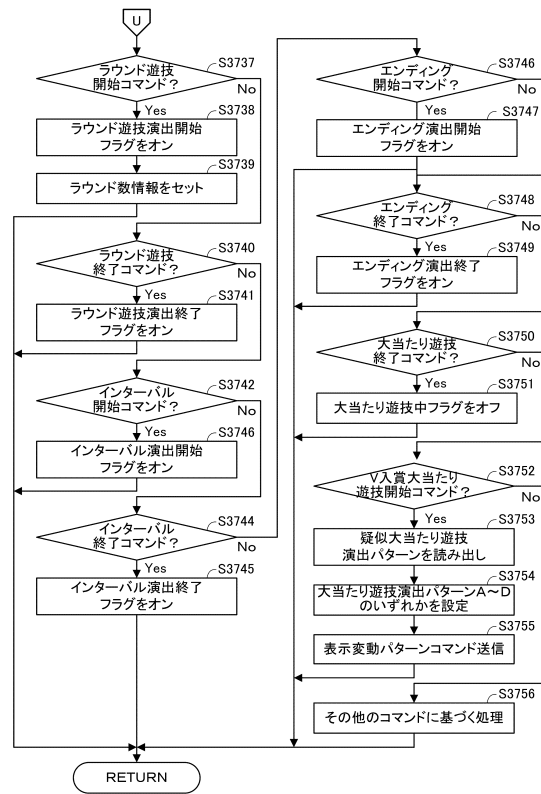 U
ラウンド遊技
開始コマンド？
S3737
No
Yes
S3738
ラウンド遊技演出開始
フラグをオン
S3739
ラウンド数情報をセット
ラウンド遊技
終了コマンド？
S3740
No
Yes
S3741
ラウンド遊技演出終了
フラグをオン
インターバル
開始コマンド？
S3742
No
Yes
S3746
インターバル演出開始
フラグをオン
インターバル
終了コマンド？
S3744
No
Yes
S3745
インターバル演出終了
フラグをオン
RETURN
エンディング
開始コマンド？
S3746
No
Yes
S3747
エンディング演出開始
フラグをオン
エンディング
終了コマンド？
S3748
No
Yes
S3749
エンディング演出終了
フラグをオン
大当たり遊技
終了コマンド？
S3750
No
Yes
S3751
大当たり遊技中フラグをオフ
V入賞大当たり
遊技開始コマンド？
S3752
No
Yes
S3753
疑似大当たり遊技
演出パターンを読み出し
S3754
大当たり遊技演出パターンA～D
のいずれかを設定
S3755
表示変動パターンコマンド送信
S3756
その他のコマンドに基づく処理